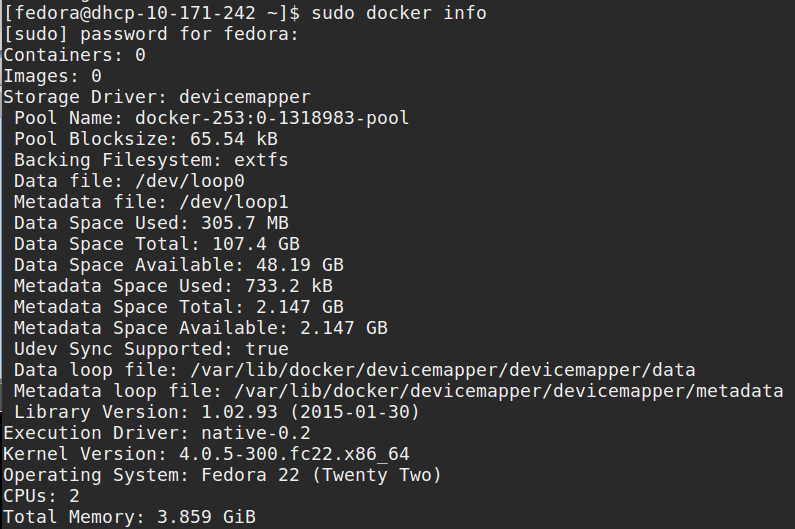 [fedora@dhcp-10-171-242 ~]$ sudo docker info
[sudo] password for fedora:
Containers: 0
Images: 0
Storage Driver: devicemapper
 Pool Name: docker-253:0-1318983-pool
 Pool Blocksize: 65.54 kB
 Backing Filesystem: extfs
 Data file: /dev/loop0
 Metadata file: /dev/loop1
 Data Space Used: 305.7 MB
 Data Space Total: 107.4 GB
 Data Space Available: 48.19 GB
 Metadata Space Used: 733.2 kB
 Metadata Space Total: 2.147 GB
 Metadata Space Available: 2.147 GB
 Udev Sync Supported: true
 Data loop file: /var/lib/docker/devicemapper/devicemapper/data
 Metadata loop file: /var/lib/docker/devicemapper/devicemapper/metadata
 Library Version: 1.02.93 (2015-01-30)
Execution Driver: native-0.2
Kernel Version: 4.0.5-300.fc22.x86_64
Operating System: Fedora 22 (Twenty Two)
CPUs: 2
Total Memory: 3.859 GiB